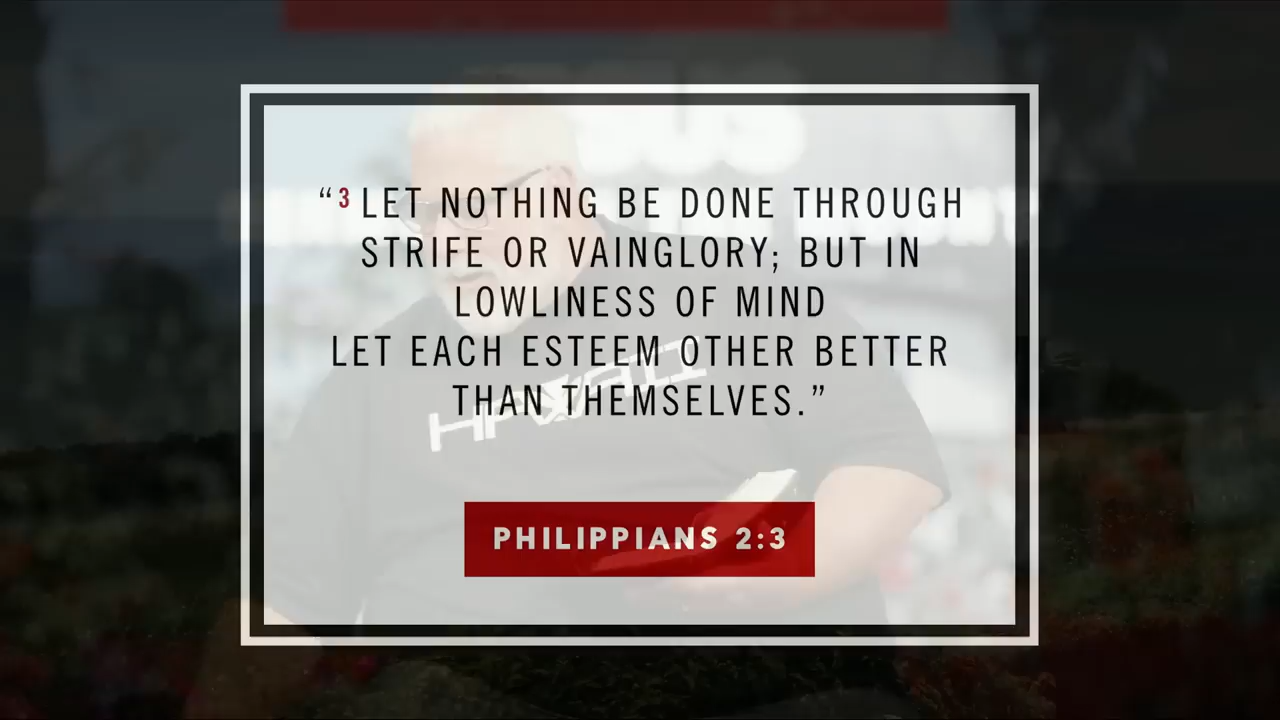 “3 LET NOTHING BE DONE THROUGH
STRIFE OR VAINGLORY; BUT IN
LOWLINESS OF MIND
LET EACH ESTEEM OTHER BETTER
THAN THEMSELVES.”
HAWAII
PHILIPPIANS 2:3